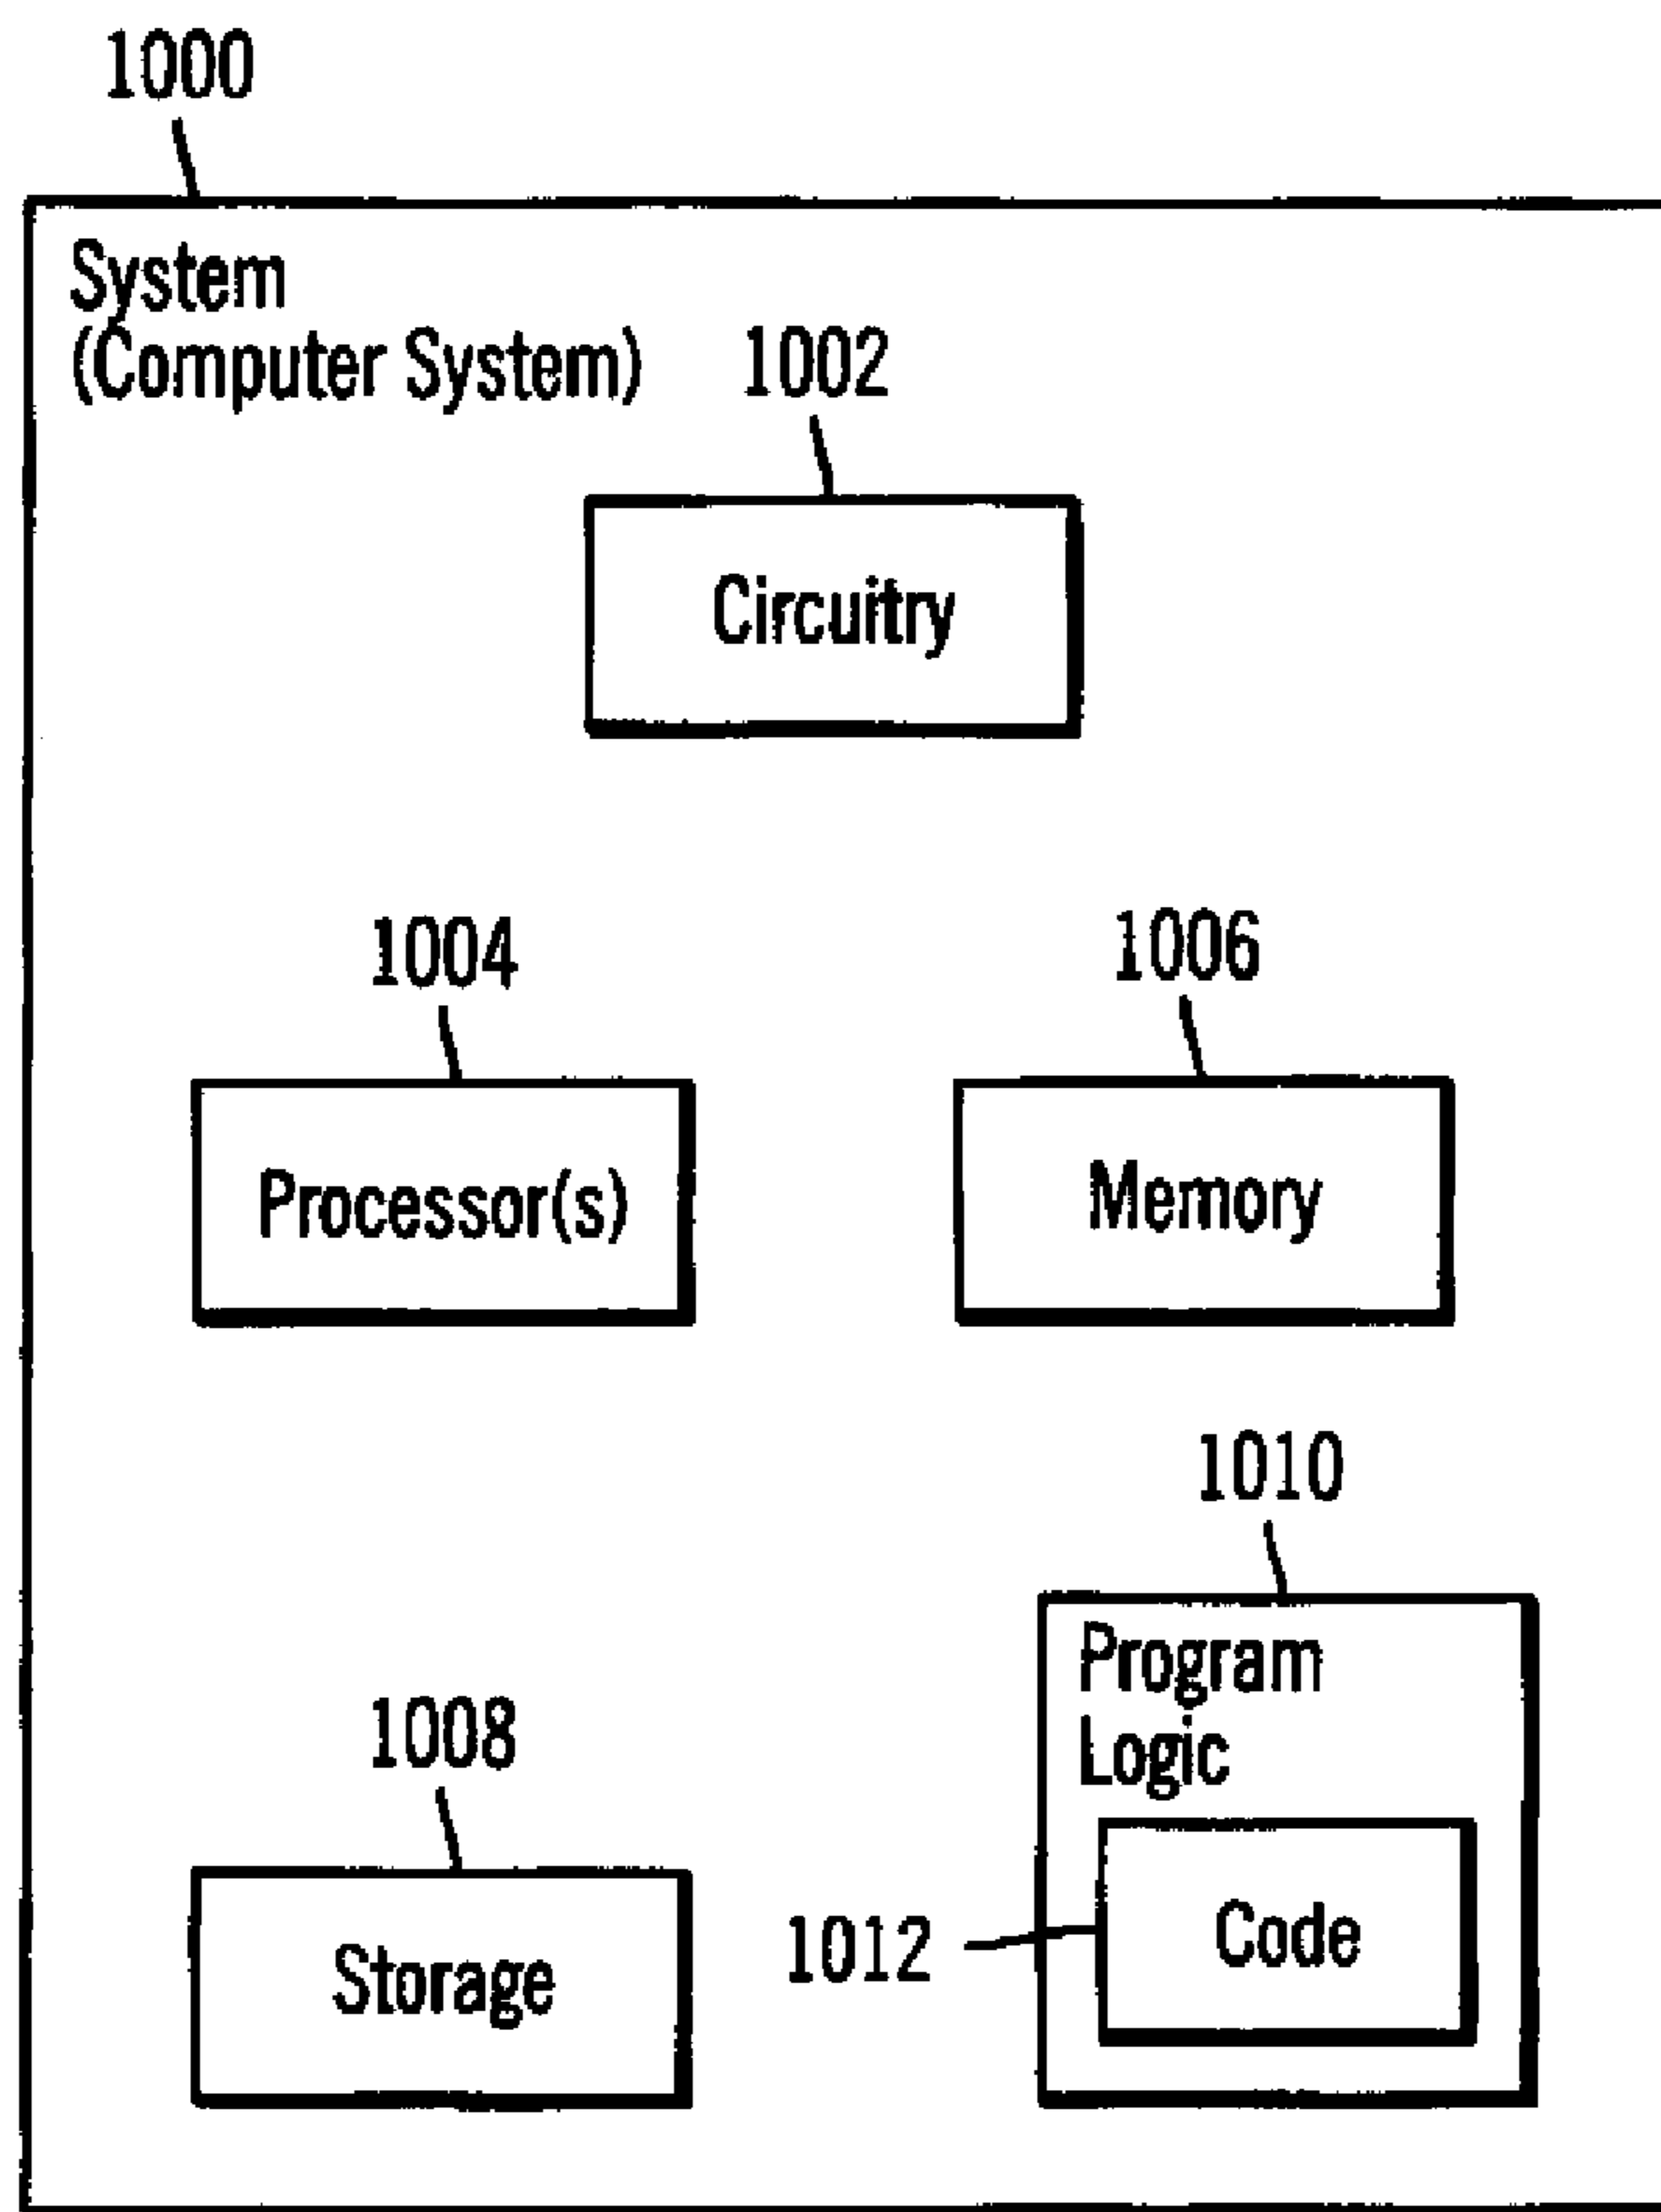 1000
System
(Computer System)
1002
Circuitry
1004
1006
Processor(s)
Memory
1010
Program
Logic
1008
1012
Code
Storage